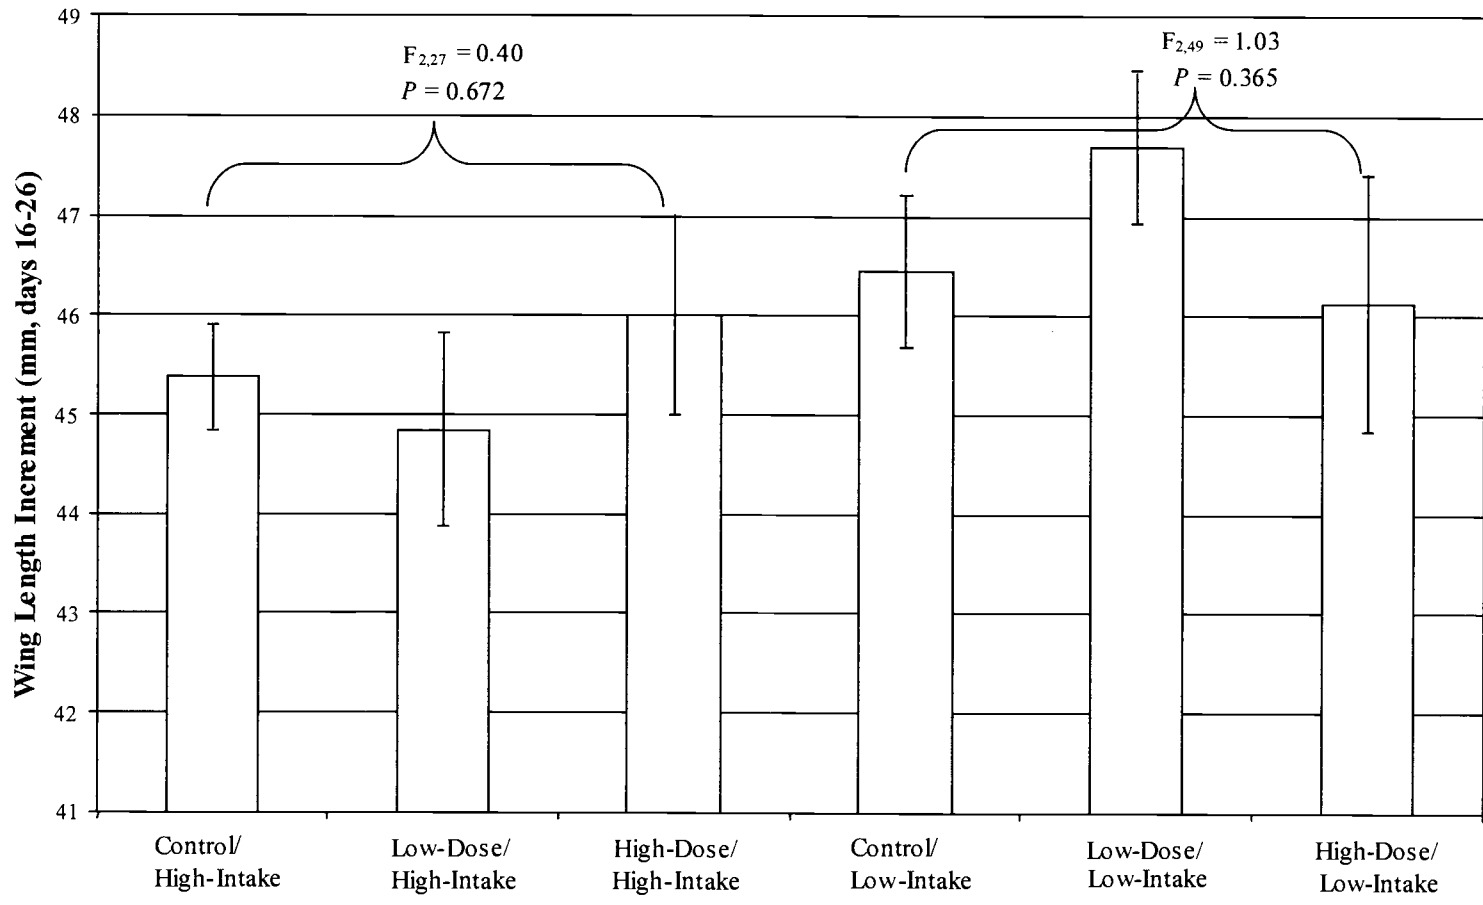 49
48
47
46
45
44
43
42
41
Wing Length Increment (mm, days 16-26)
F2,27 = 0.40
P = 0.672
F2,49 = 1.03
P = 0.365
Control/
High-Intake
Low-Dose/
High-Intake
High-Dose/
High-Intake
Control/
Low-Intake
Low-Dose/
Low-Intake
High-Dose/
Low-Intake